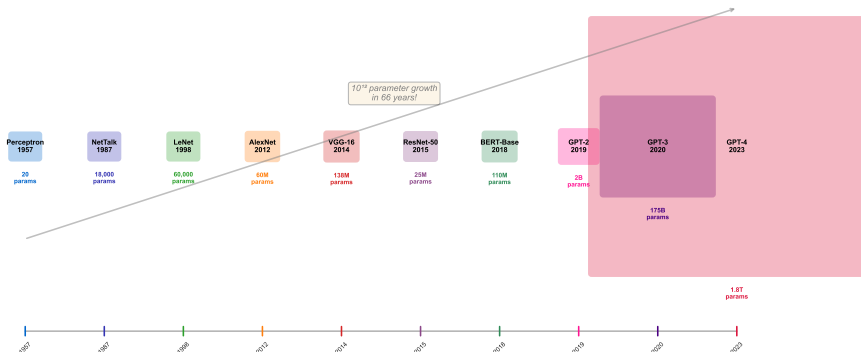 10¹² parameter growth
in 66 years!
Perceptron
1957
NetTalk
1987
LeNet
1998
AlexNet
2012
VGG-16
2014
ResNet-50
2015
BERT-Base
2018
GPT-2
2019
GPT-3
2020
GPT-4
2023
20
params
18,000
params
60,000
params
60M
params
138M
params
25M
params
110M
params
2B
params
175B
params
1.8T
params
1957
1987
1998
2012
2014
2015
2018
2019
2020
2023